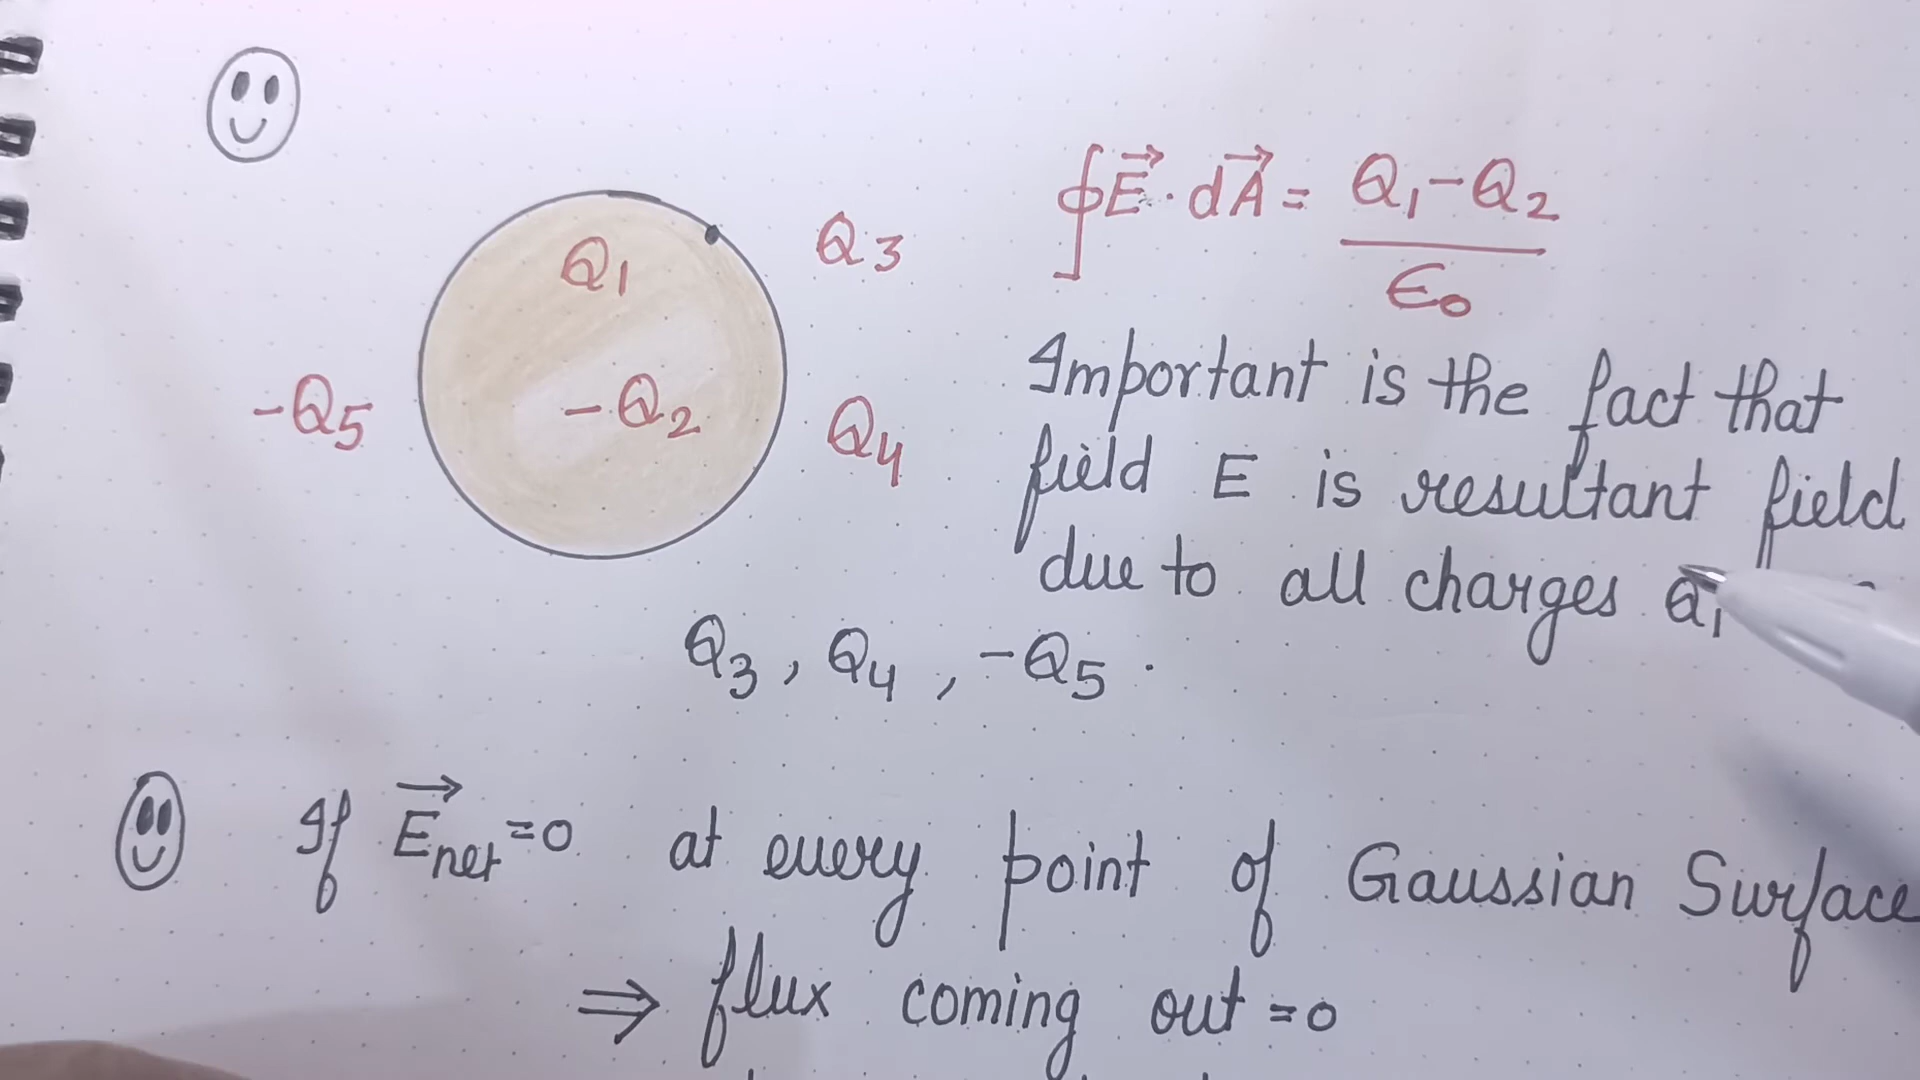 Q1
-Q2
Q3
Q4
-Q5
∮E⃗·dA⃗ = Q1-Q2
ϵ0
Important is the fact that
field E is resultant field
due to all charges Q1
Q3, Q4, -Q5.
If E⃗net=0 at every point of Gaussian Surface
⇒ flux coming out=0